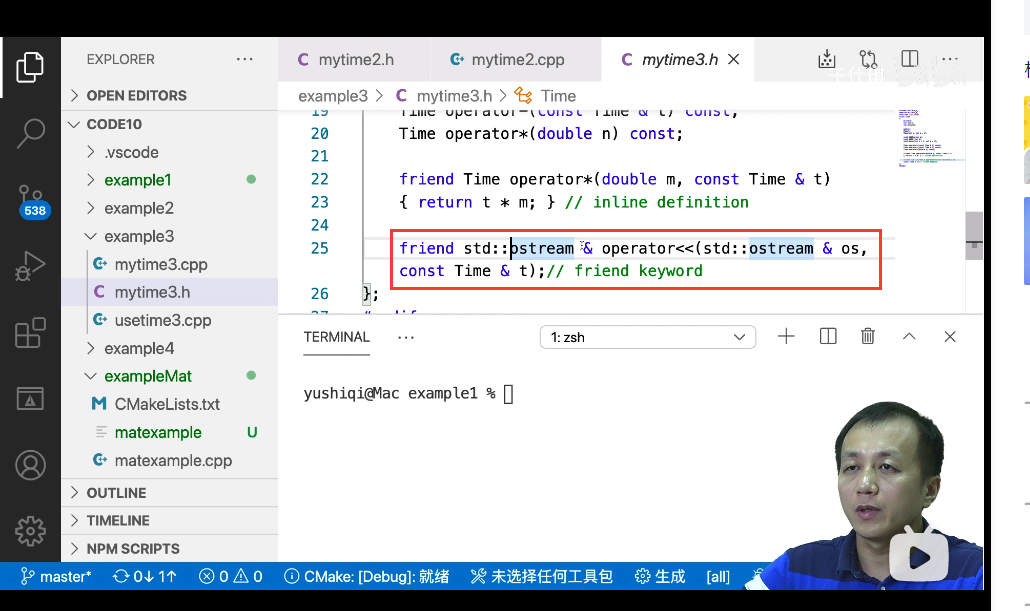 EXPLORER
···
mytime2.h
mytime2.cpp
mytime3.h
example3 > mytime3.h > Time
OPEN EDITORS
CODE10
.vscode
example1
example2
example3
mytime3.cpp
mytime3.h
usetime3.cpp
example4
exampleMat
CMakeLists.txt
matexample U
matexample.cpp
OUTLINE
TIMELINE
NPM SCRIPTS
538
19 Time operator-(const Time & t) const;
20 Time operator*(double n) const;
21
22 friend Time operator*(double m, const Time & t)
23 { return t * m; } // inline definition
24
25 friend std::ostream & operator<<(std::ostream & os,
const Time & t);// friend keyword
26 };
27
TERMINAL ···
1: zsh
yushiqi@Mac example1 %
master* 0↓ 1↑ 0 0 CMake: [Debug]: 就绪 未选择任何工具包 生成 [all]